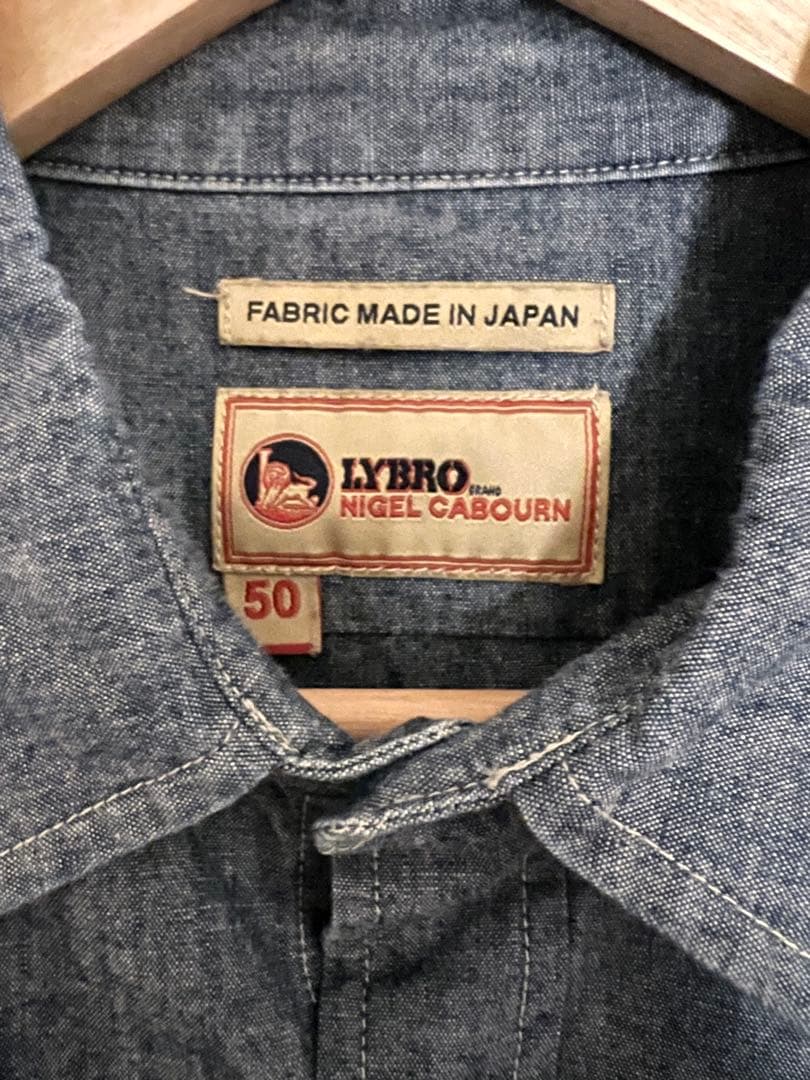 FABRIC MADE IN JAPAN
LYBRO BRAND
NIGEL CABOURN
50